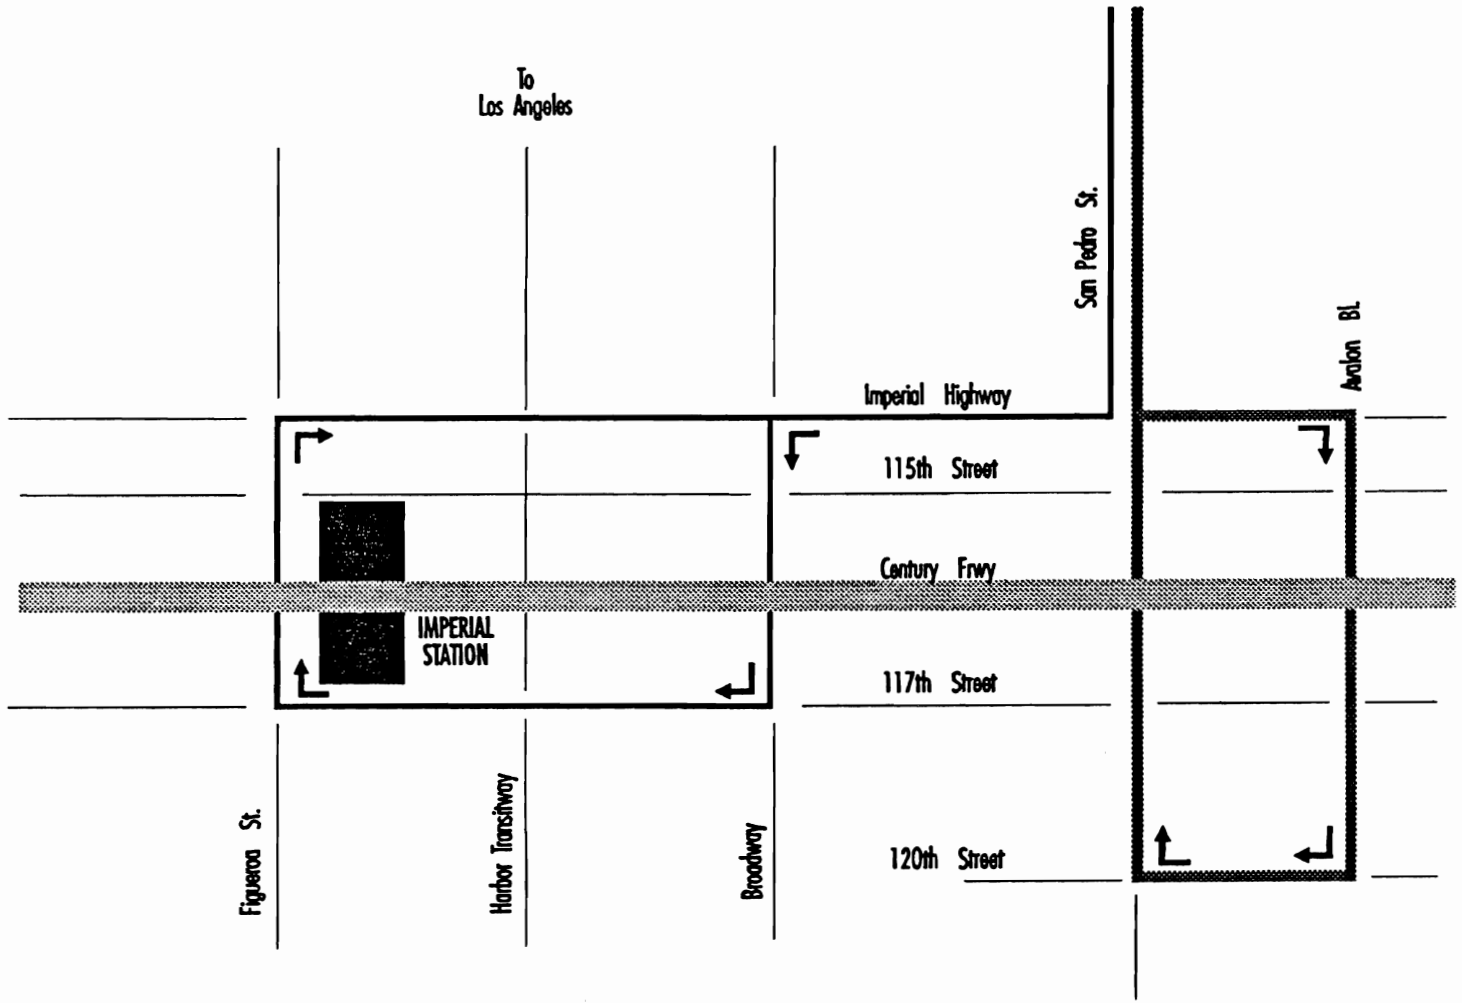 To
Los Angeles
San Pedro St.
Avalon Bl.
Imperial Highway
115th Street
Century Frwy
IMPERIAL
STATION
117th Street
Figueroa St.
Harbor Transitway
Broadway
120th Street